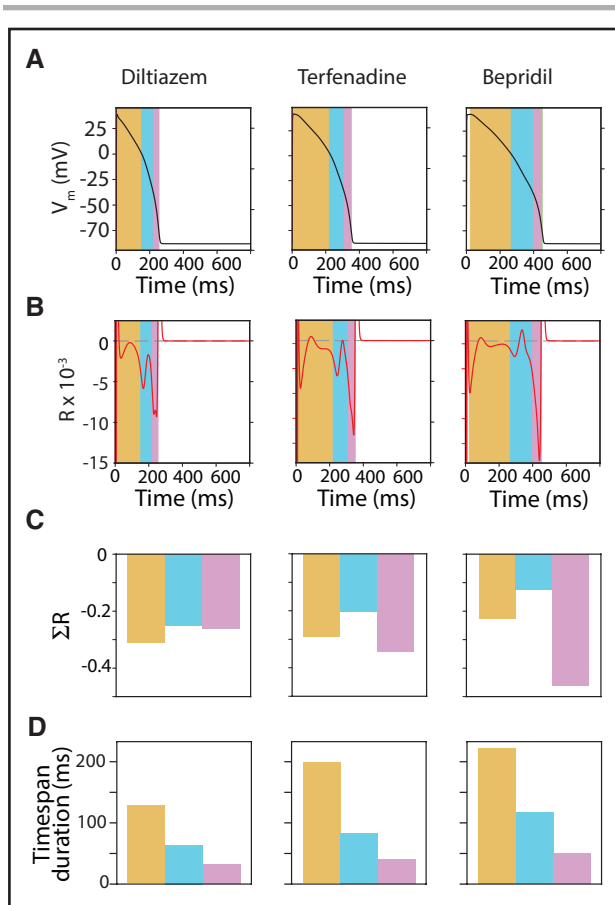 A
Diltiazem Terfenadine Bepridil
V_m (mV)
25
0
-25
-50
-70
0 200 400 600
0 200 400 600
0 200 400 600
Time (ms) Time (ms) Time (ms)
B
R x 10⁻³
0
-5
-10
-15
0 200 400 600
0 200 400 600
0 200 400 600
Time (ms) Time (ms) Time (ms)
C
ΣR
0
-0.2
-0.4
D
Timespan
duration (ms)
200
100
0